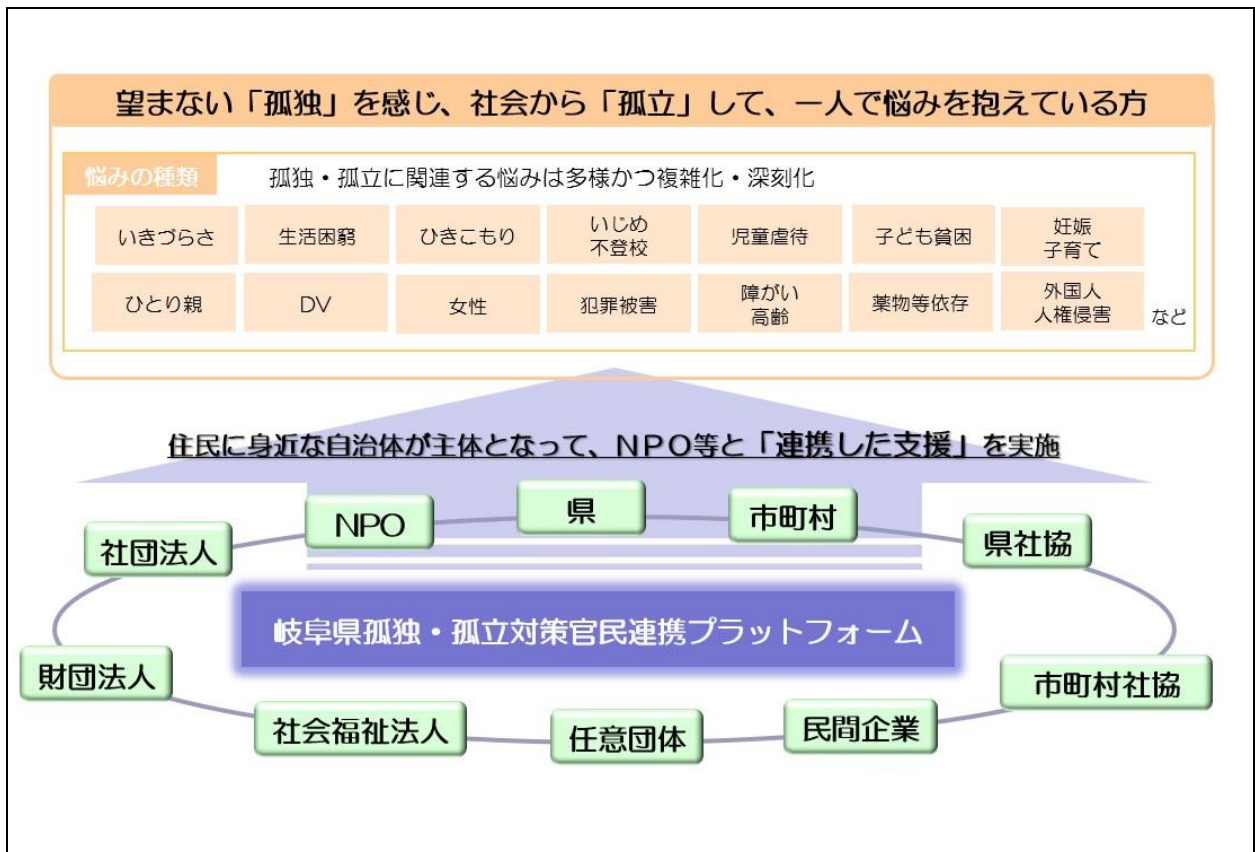 望まない「孤独」を感じ、社会から「孤立」して、一人で悩みを抱えている方
悩みの種類
孤独・孤立に関連する悩みは多様かつ複雑化・深刻化
いきづらさ
生活困窮
ひきこもり
いじめ
不登校
児童虐待
子ども貧困
妊娠
子育て
ひとり親
DV
女性
犯罪被害
障がい
高齢
薬物等依存
外国人
人権侵害
など
住民に身近な自治体が主体となって、NPO等と「連携した支援」を実施
社団法人
NPO
県
市町村
県社協
岐阜県孤独・孤立対策官民連携プラットフォーム
財団法人
社会福祉法人
任意団体
民間企業
市町村社協